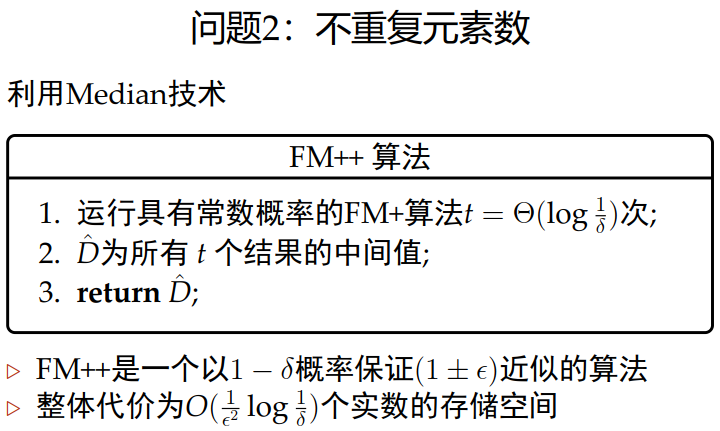 问题2：不重复元素数
利用Median技术
FM++ 算法
1. 运行具有常数概率的FM+算法$t = \Theta(\log \frac{1}{\delta})$次;
2. $\hat{D}$为所有 $t$ 个结果的中间值;
3. return $\hat{D}$;
▷ FM++是一个以$1 - \delta$概率保证$(1 \pm \epsilon)$近似的算法
▷ 整体代价为$O(\frac{1}{\epsilon^2} \log \frac{1}{\delta})$个实数的存储空间